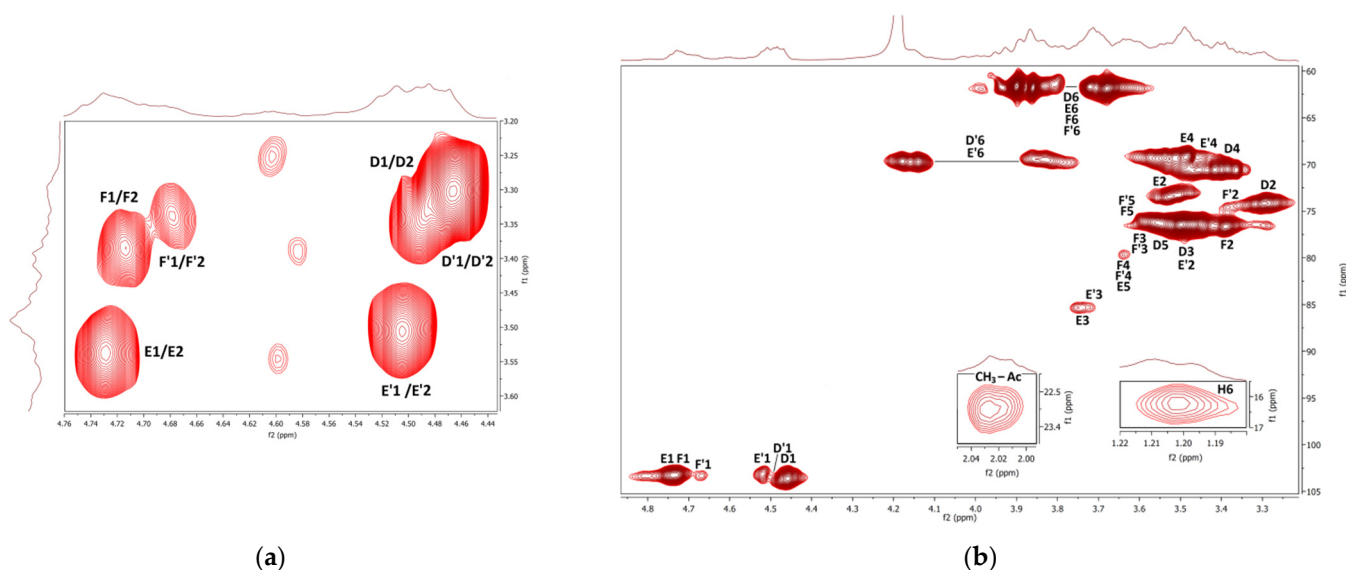 3.20
3.25
3.30
3.35
3.40
3.45
3.50
3.55
3.60
f1 (ppm)
D1/D2
F1/F2
F'1/F'2
D'1/D'2
E1/E2
E'1 /E'2
4.76 4.74 4.72 4.70 4.68 4.66 4.64 4.62 4.60 4.58 4.56 4.54 4.52 4.50 4.48 4.46 4.44
f2 (ppm)
(a)
60
65
70
75
80
85
90
95
100
105
f1 (ppm)
D6
E6
F6
F'6
D'6
E'6
E4
E'4
D4
E2
F'5
F5
F'2
D2
F3
F'3
D5
D3
E'2
F2
F4
F'4
E5
E'3
E3
CH₃ – Ac
22.5
23.4
f1 (ppm)
2.04 2.02 2.00
f2 (ppm)
H6
16
17
f1 (ppm)
1.22 1.21 1.20 1.19
f2 (ppm)
E1 F1
F'1
E'1
D'1
D1
4.8 4.7 4.6 4.5 4.4 4.3 4.2 4.1 4.0 3.9 3.8 3.7 3.6 3.5 3.4 3.3
f2 (ppm)
(b)